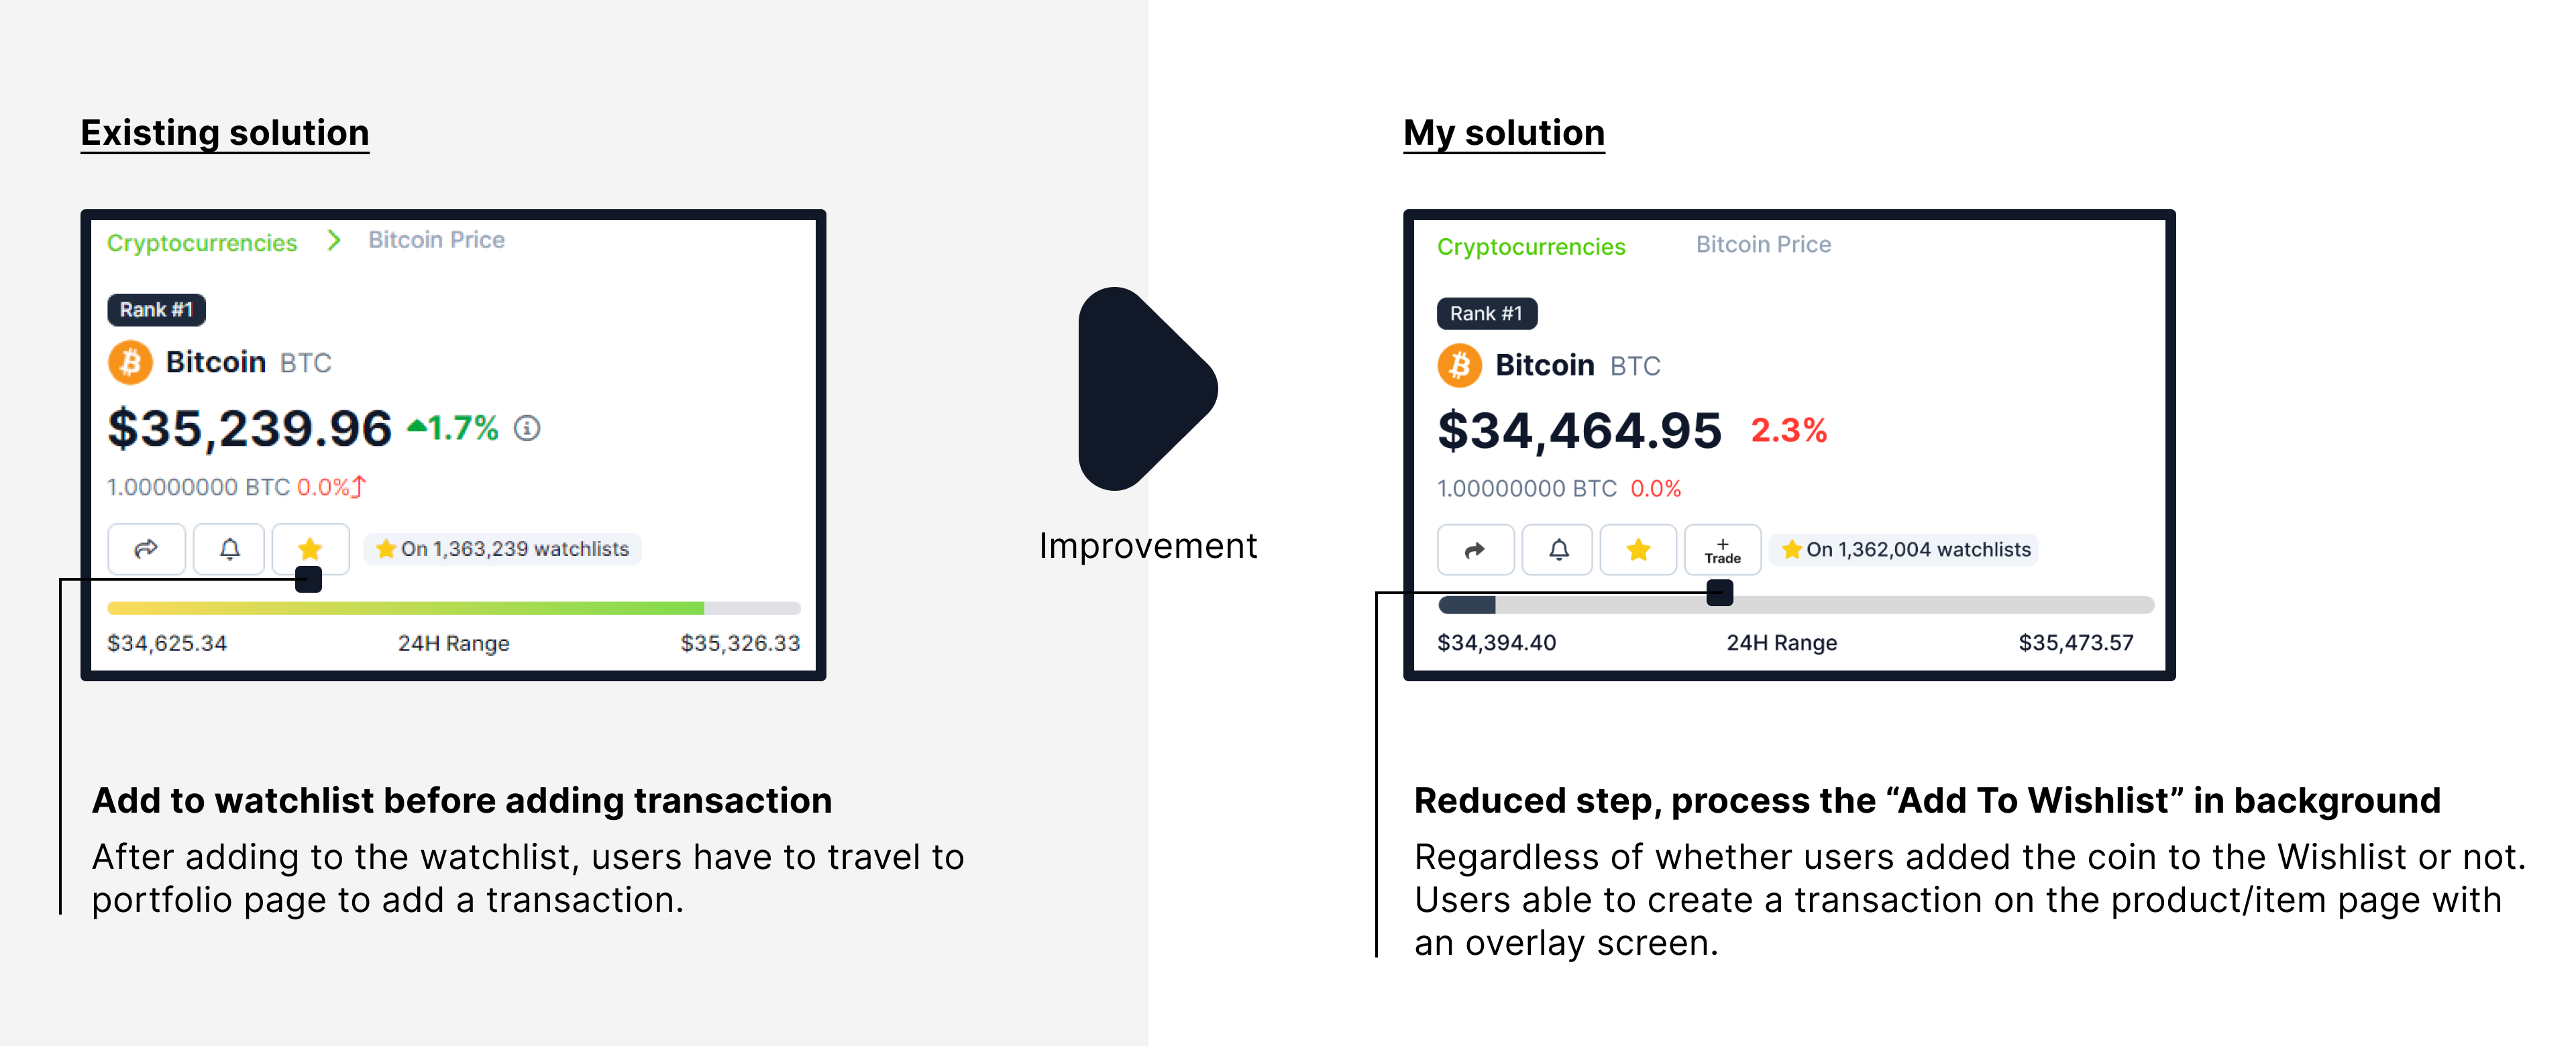 Existing solution
Cryptocurrencies > Bitcoin Price
Rank #1
Bitcoin BTC
$35,239.96 ▲1.7%
1.00000000 BTC 0.0%
On 1,363,239 watchlists
$34,625.34 24H Range $35,326.33
Add to watchlist before adding transaction
After adding to the watchlist, users have to travel to
portfolio page to add a transaction.
Improvement
My solution
Cryptocurrencies Bitcoin Price
Rank #1
Bitcoin BTC
$34,464.95 2.3%
1.00000000 BTC 0.0%
+
Trade
On 1,362,004 watchlists
$34,394.40 24H Range $35,473.57
Reduced step, process the “Add To Wishlist” in background
Regardless of whether users added the coin to the Wishlist or not.
Users able to create a transaction on the product/item page with
an overlay screen.